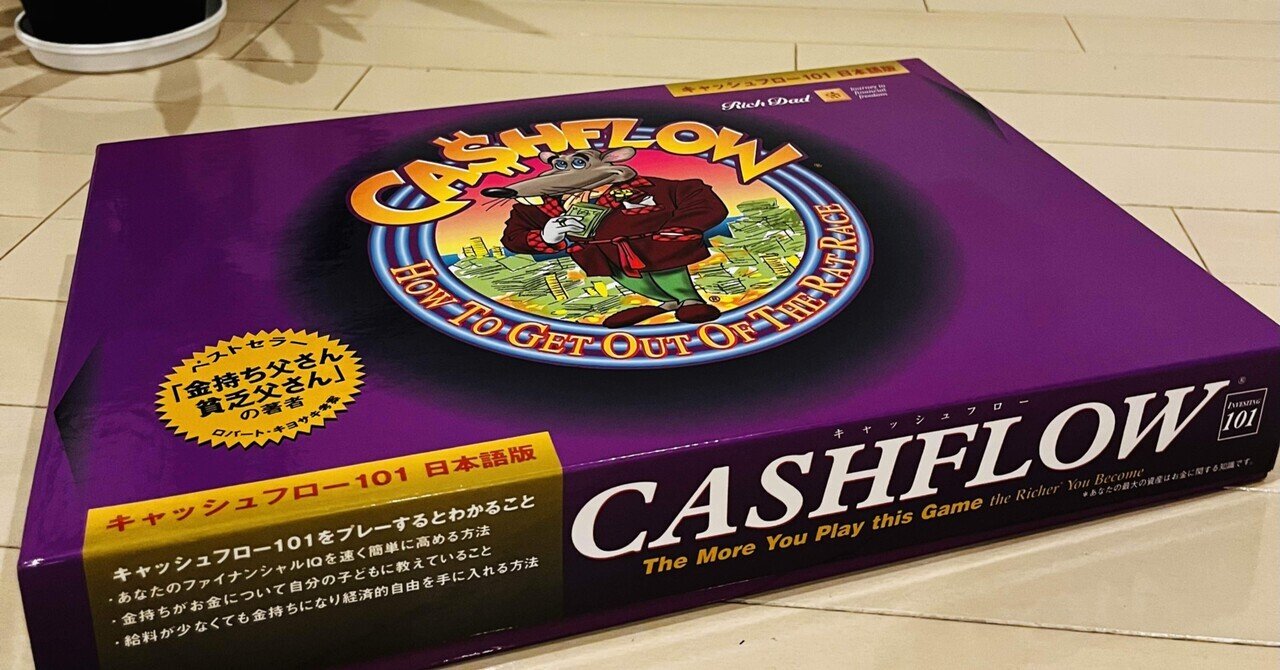 キャッシュフロー101 日本語版
Rich Dad
Journey to
financial
freedom
CA$HFLOW
HOW TO GET OUT OF THE RAT RACE
ベストセラー
「金持ち父さん
貧乏父さん」
の著者
ロバート・キヨサキ考案
キャッシュフロー101 日本語版
キャッシュフロー101をプレーするとわかること
・あなたのファイナンシャルIQを速く簡単に高める方法
・金持ちがお金について自分の子どもに教えていること
・給料が少なくても金持ちになり経済的自由を手に入れる方法
キャッシュフロー
CASHFLOW®
INVESTING
101
The More You Play this Game the Richer You Become
*あなたの最大の資産はお金に関する知識です。